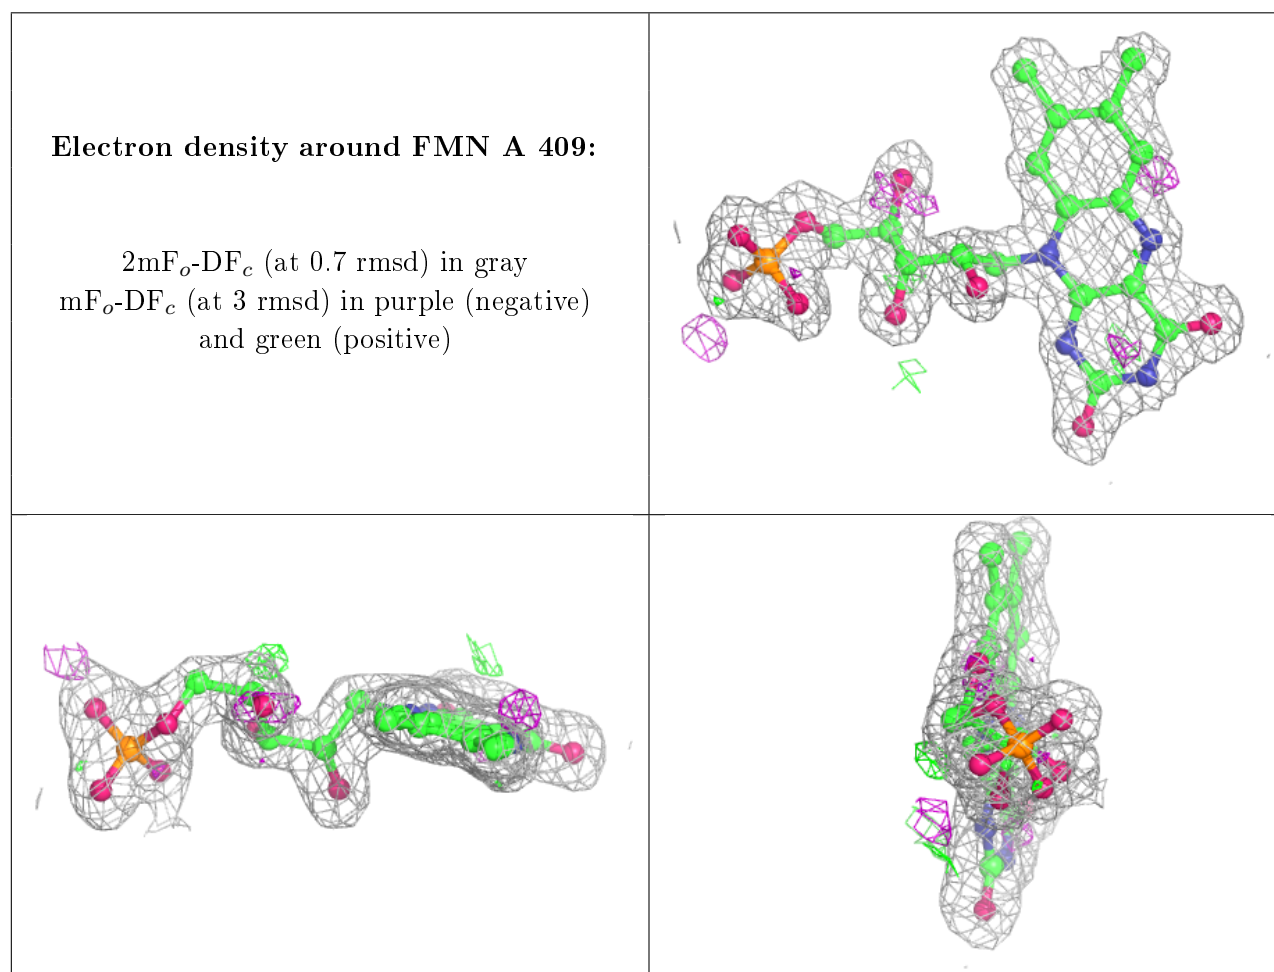 Electron density around FMN A 409:
2mFo-DFc (at 0.7 rmsd) in gray
mFo-DFc (at 3 rmsd) in purple (negative)
and green (positive)